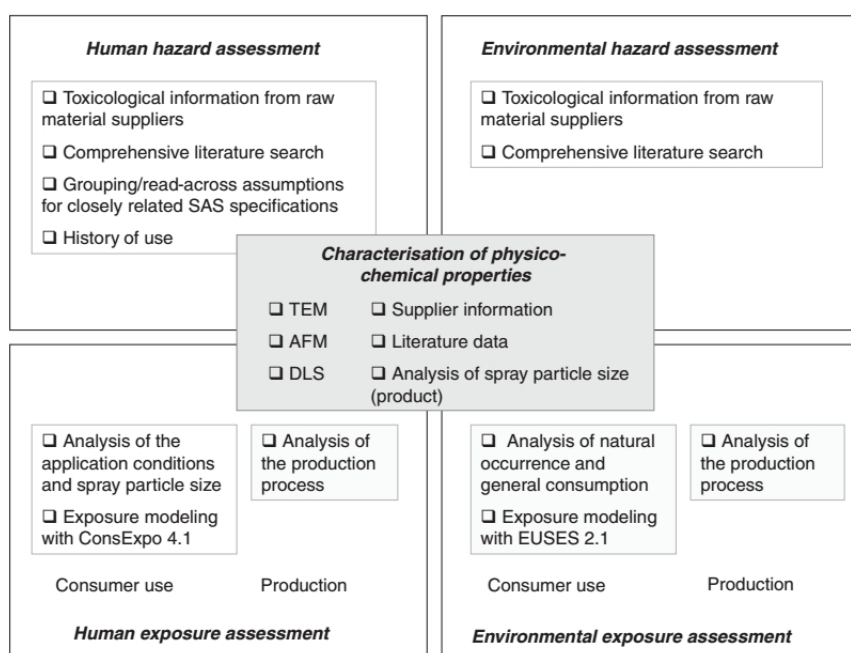 Human hazard assessment
❑ Toxicological information from raw
material suppliers
❑ Comprehensive literature search
❑ Grouping/read-across assumptions
for closely related SAS specifications
❑ History of use
Environmental hazard assessment
❑ Toxicological information from raw
material suppliers
❑ Comprehensive literature search
Characterisation of physico-
chemical properties
❑ TEM
❑ AFM
❑ DLS
❑ Supplier information
❑ Literature data
❑ Analysis of spray particle size
(product)
❑ Analysis of the
application conditions
and spray particle size
❑ Exposure modeling
with ConsExpo 4.1
Consumer use
❑ Analysis of
the production
process
Production
Human exposure assessment
❑ Analysis of natural
occurrence and
general consumption
❑ Exposure modeling
with EUSES 2.1
Consumer use
❑ Analysis of
the production
process
Production
Environmental exposure assessment